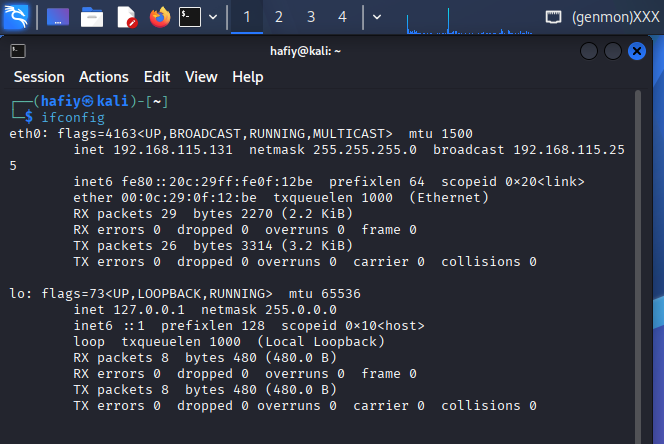 1 2 3 4 (genmon)XXX
hafiy@kali: ~
Session Actions Edit View Help
┌──(hafiy㉿kali)-[~]
└─$ ifconfig
eth0: flags=4163<UP,BROADCAST,RUNNING,MULTICAST>  mtu 1500
        inet 192.168.115.131  netmask 255.255.255.0  broadcast 192.168.115.25
5
        inet6 fe80::20c:29ff:fe0f:12be  prefixlen 64  scopeid 0×20<link>
        ether 00:0c:29:0f:12:be  txqueuelen 1000  (Ethernet)
        RX packets 29  bytes 2270 (2.2 KiB)
        RX errors 0  dropped 0  overruns 0  frame 0
        TX packets 26  bytes 3314 (3.2 KiB)
        TX errors 0  dropped 0 overruns 0  carrier 0  collisions 0
lo: flags=73<UP,LOOPBACK,RUNNING>  mtu 65536
        inet 127.0.0.1  netmask 255.0.0.0
        inet6 ::1  prefixlen 128  scopeid 0×10<host>
        loop  txqueuelen 1000  (Local Loopback)
        RX packets 8  bytes 480 (480.0 B)
        RX errors 0  dropped 0  overruns 0  frame 0
        TX packets 8  bytes 480 (480.0 B)
        TX errors 0  dropped 0 overruns 0  carrier 0  collisions 0